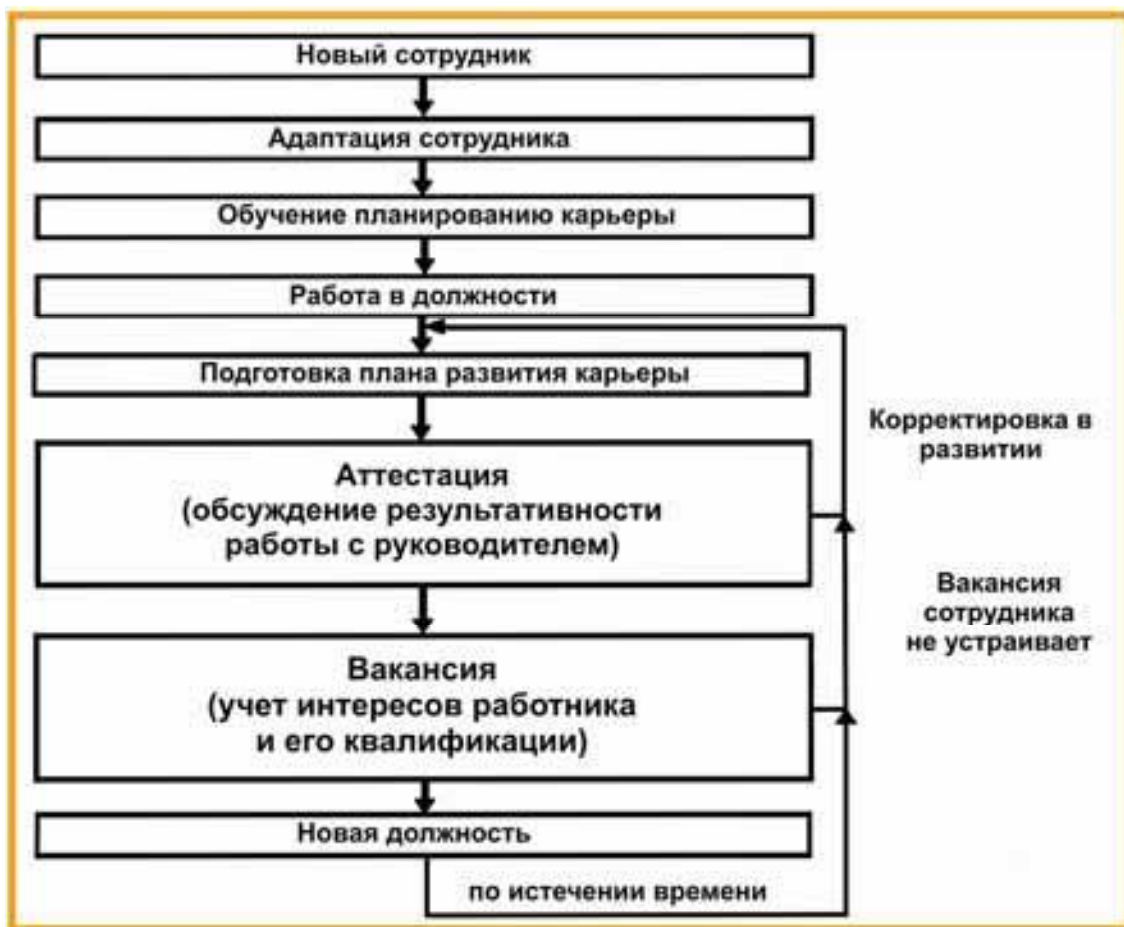 Новый сотрудник
Адаптация сотрудника
Обучение планированию карьеры
Работа в должности
Подготовка плана развития карьеры
Аттестация
(обсуждение результативности
работы с руководителем)
Корректировка в
развитии
Вакансия
(учет интересов работника
и его квалификации)
Вакансия
сотрудника
не устраивает
Новая должность
по истечении времени